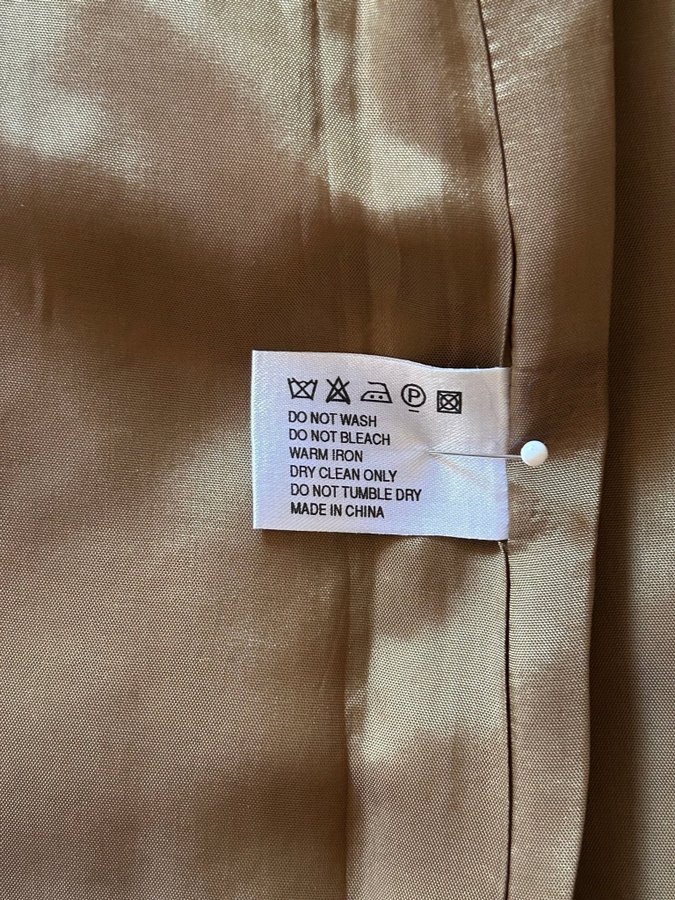 P
DO NOT WASH
DO NOT BLEACH
WARM IRON
DRY CLEAN ONLY
DO NOT TUMBLE DRY
MADE IN CHINA